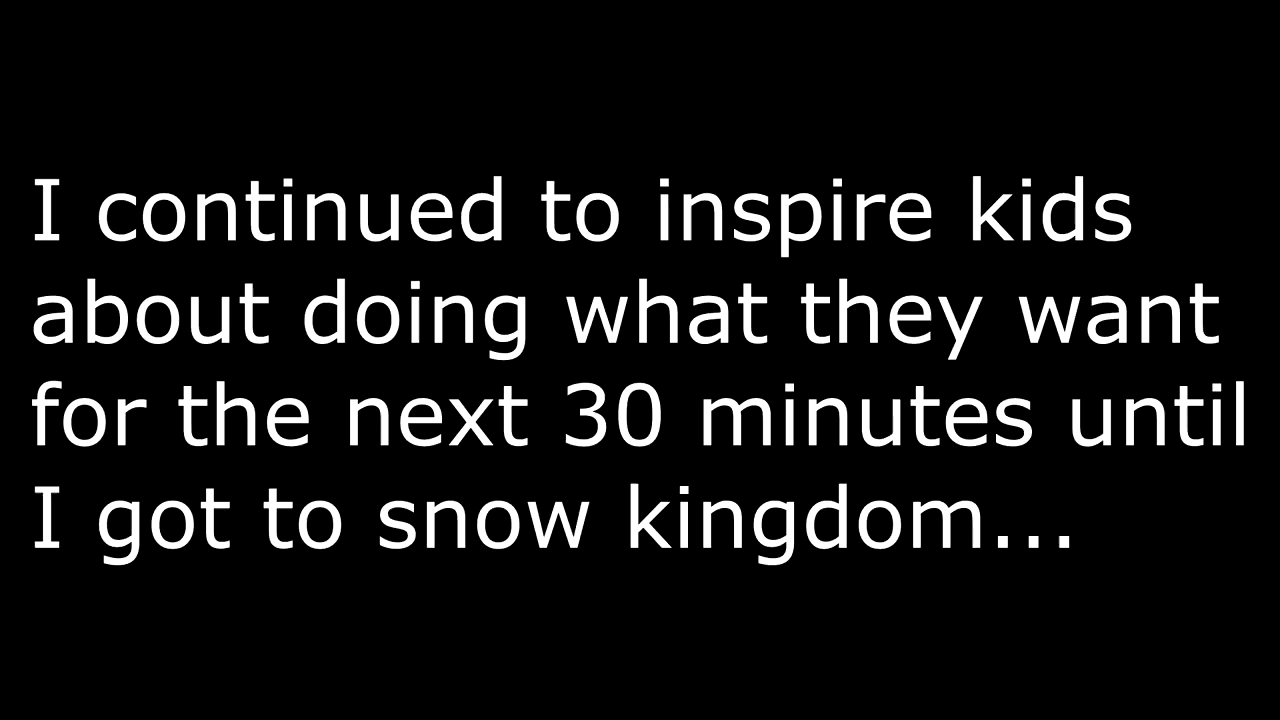 I continued to inspire kids
about doing what they want
for the next 30 minutes until
I got to snow kingdom...